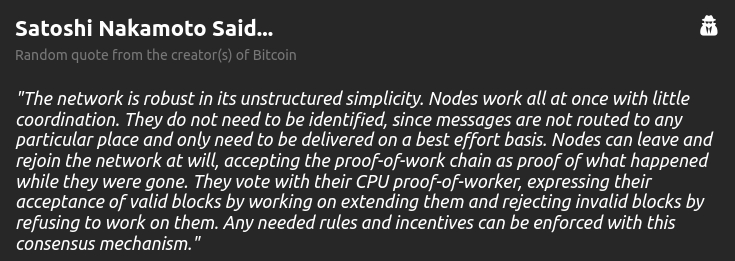 Satoshi Nakamoto Said...
Random quote from the creator(s) of Bitcoin
"The network is robust in its unstructured simplicity. Nodes work all at once with little
coordination. They do not need to be identified, since messages are not routed to any
particular place and only need to be delivered on a best effort basis. Nodes can leave and
rejoin the network at will, accepting the proof-of-work chain as proof of what happened
while they were gone. They vote with their CPU proof-of-worker, expressing their
acceptance of valid blocks by working on extending them and rejecting invalid blocks by
refusing to work on them. Any needed rules and incentives can be enforced with this
consensus mechanism."